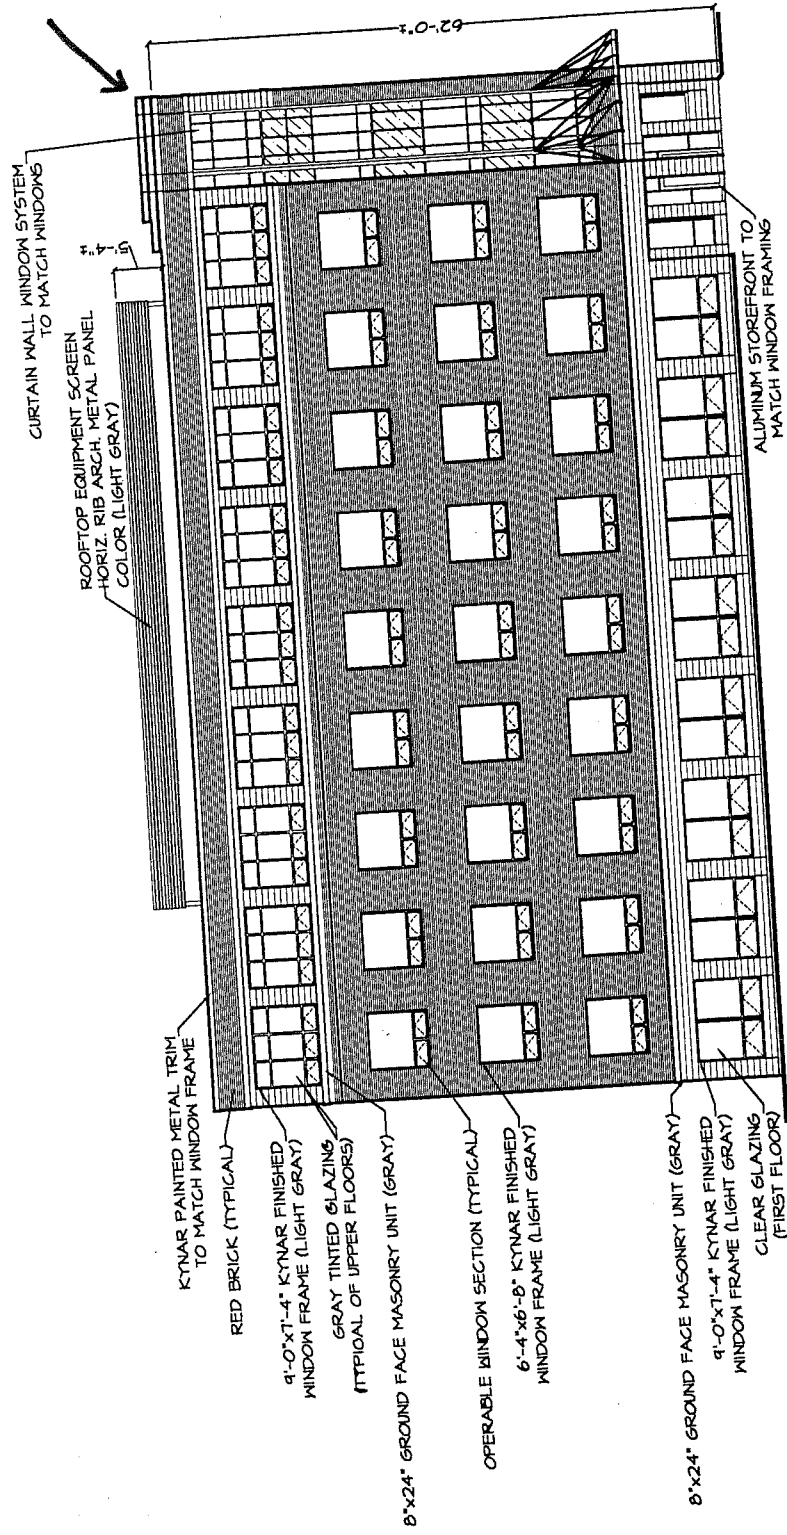 62'-0"±
CURTAIN WALL WINDOW SYSTEM
TO MATCH WINDOWS
5'-4"±
ROOFTOP EQUIPMENT SCREEN
HORIZ. RIB ARCH. METAL PANEL
COLOR (LIGHT GRAY)
ALUMINUM STOREFRONT TO
MATCH WINDOW FRAMING
KYNAR PAINTED METAL TRIM
TO MATCH WINDOW FRAME
RED BRICK (TYPICAL)
9'-0"x7'-4" KYNAR FINISHED
WINDOW FRAME (LIGHT GRAY)
GRAY TINTED GLAZING
(TYPICAL OF UPPER FLOORS)
8"x24" GROUND FACE MASONRY UNIT (GRAY)
OPERABLE WINDOW SECTION (TYPICAL)
6'-4"x6'-8" KYNAR FINISHED
WINDOW FRAME (LIGHT GRAY)
8"x24" GROUND FACE MASONRY UNIT (GRAY)
9'-0"x7'-4" KYNAR FINISHED
WINDOW FRAME (LIGHT GRAY)
CLEAR GLAZING
(FIRST FLOOR)